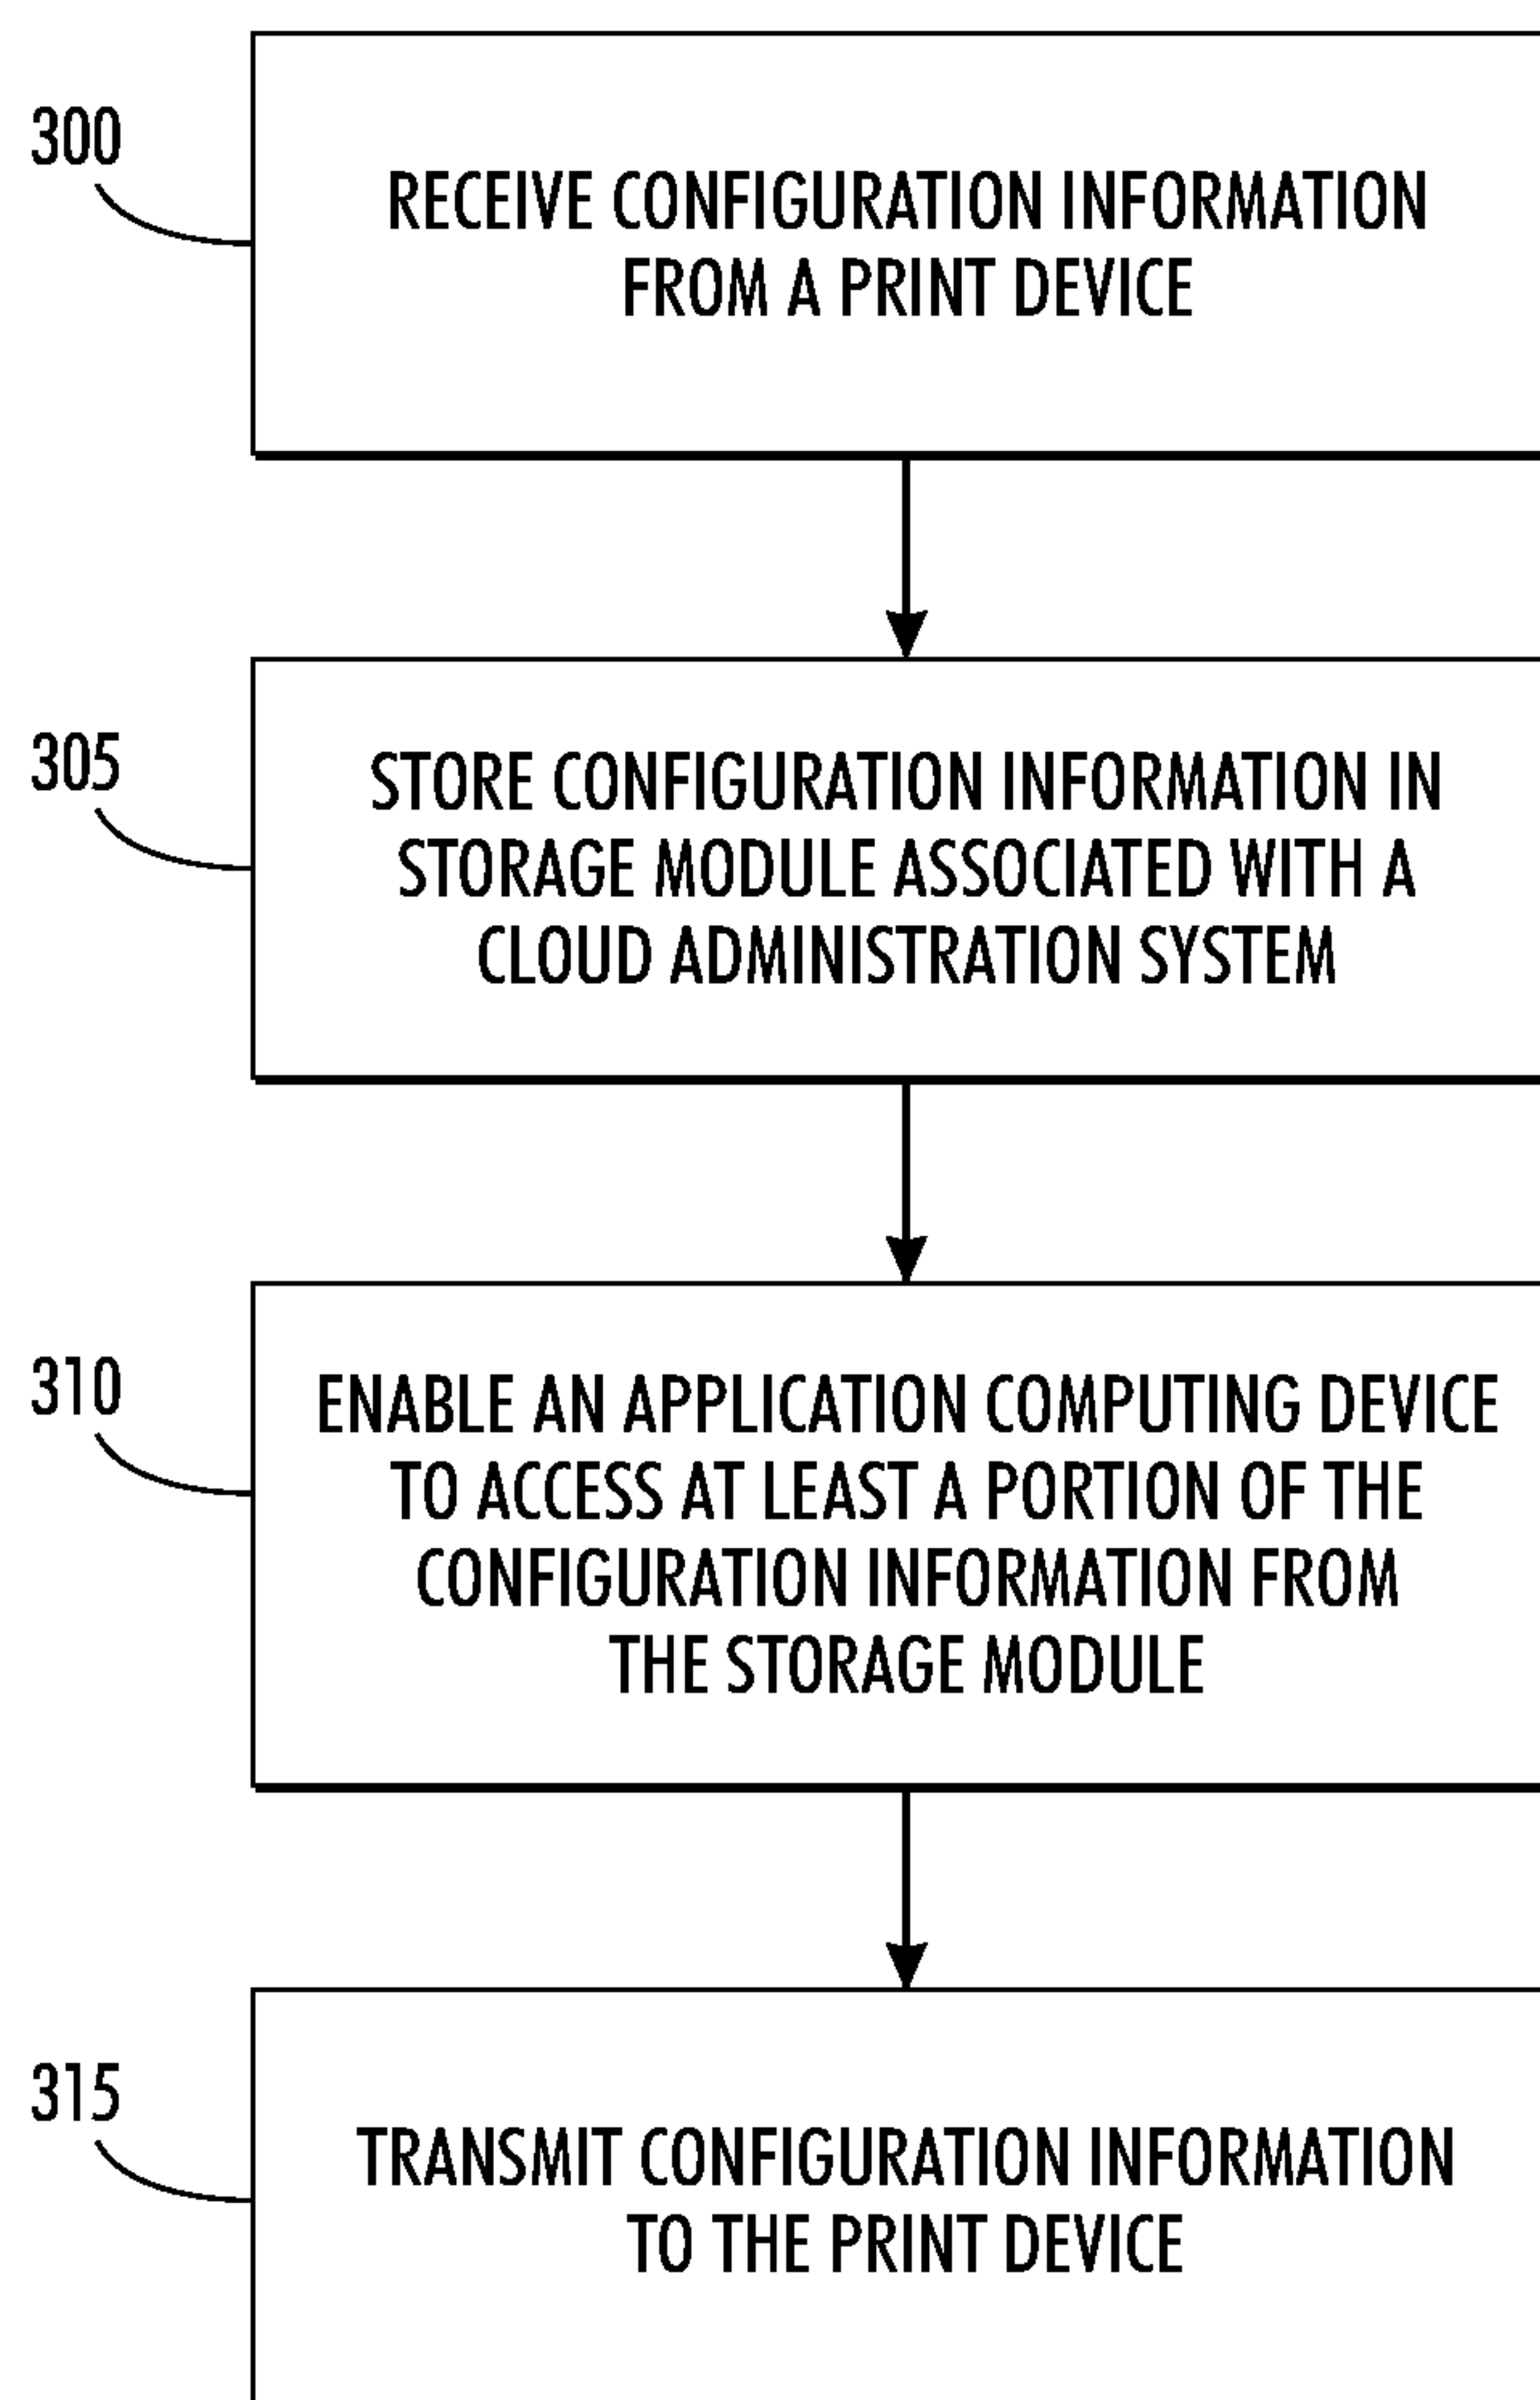 300
RECEIVE CONFIGURATION INFORMATION
FROM A PRINT DEVICE
305
STORE CONFIGURATION INFORMATION IN
STORAGE MODULE ASSOCIATED WITH A
CLOUD ADMINISTRATION SYSTEM
310
ENABLE AN APPLICATION COMPUTING DEVICE
TO ACCESS AT LEAST A PORTION OF THE
CONFIGURATION INFORMATION FROM
THE STORAGE MODULE
315
TRANSMIT CONFIGURATION INFORMATION
TO THE PRINT DEVICE